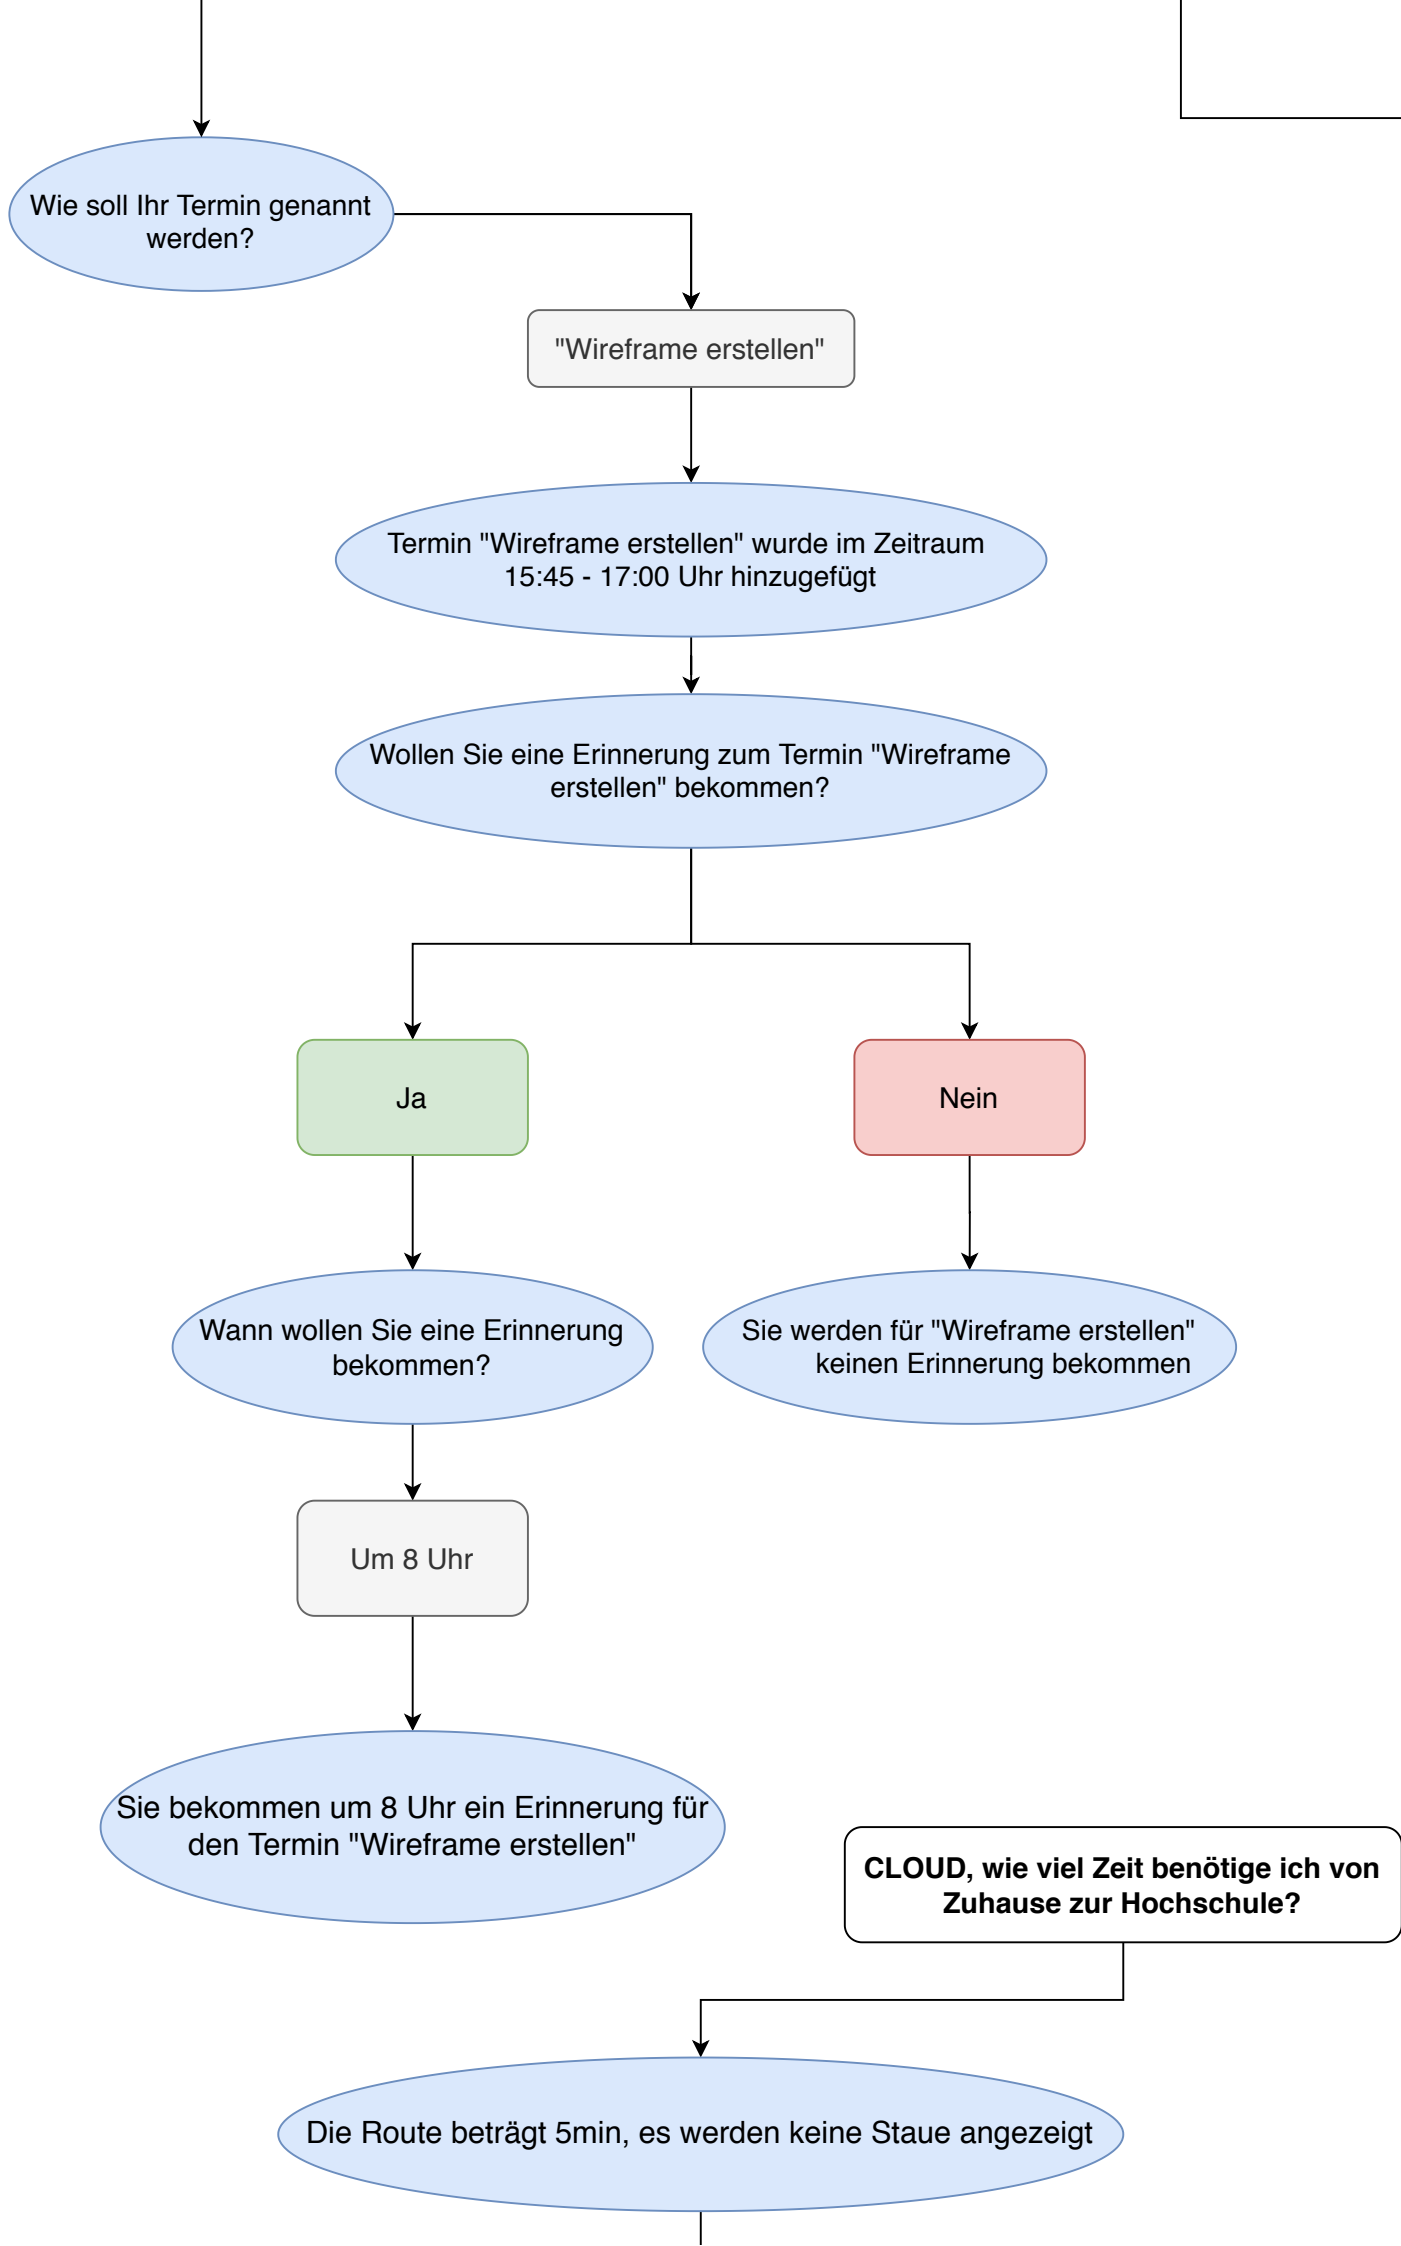 Wie soll Ihr Termin genannt
werden?
"Wireframe erstellen"
Termin "Wireframe erstellen" wurde im Zeitraum
15:45 - 17:00 Uhr hinzugefügt
Wollen Sie eine Erinnerung zum Termin "Wireframe
erstellen" bekommen?
Ja
Nein
Wann wollen Sie eine Erinnerung
bekommen?
Sie werden für "Wireframe erstellen"
keinen Erinnerung bekommen
Um 8 Uhr
Sie bekommen um 8 Uhr ein Erinnerung für
den Termin "Wireframe erstellen"
CLOUD, wie viel Zeit benötige ich von
Zuhause zur Hochschule?
Die Route beträgt 5min, es werden keine Staue angezeigt